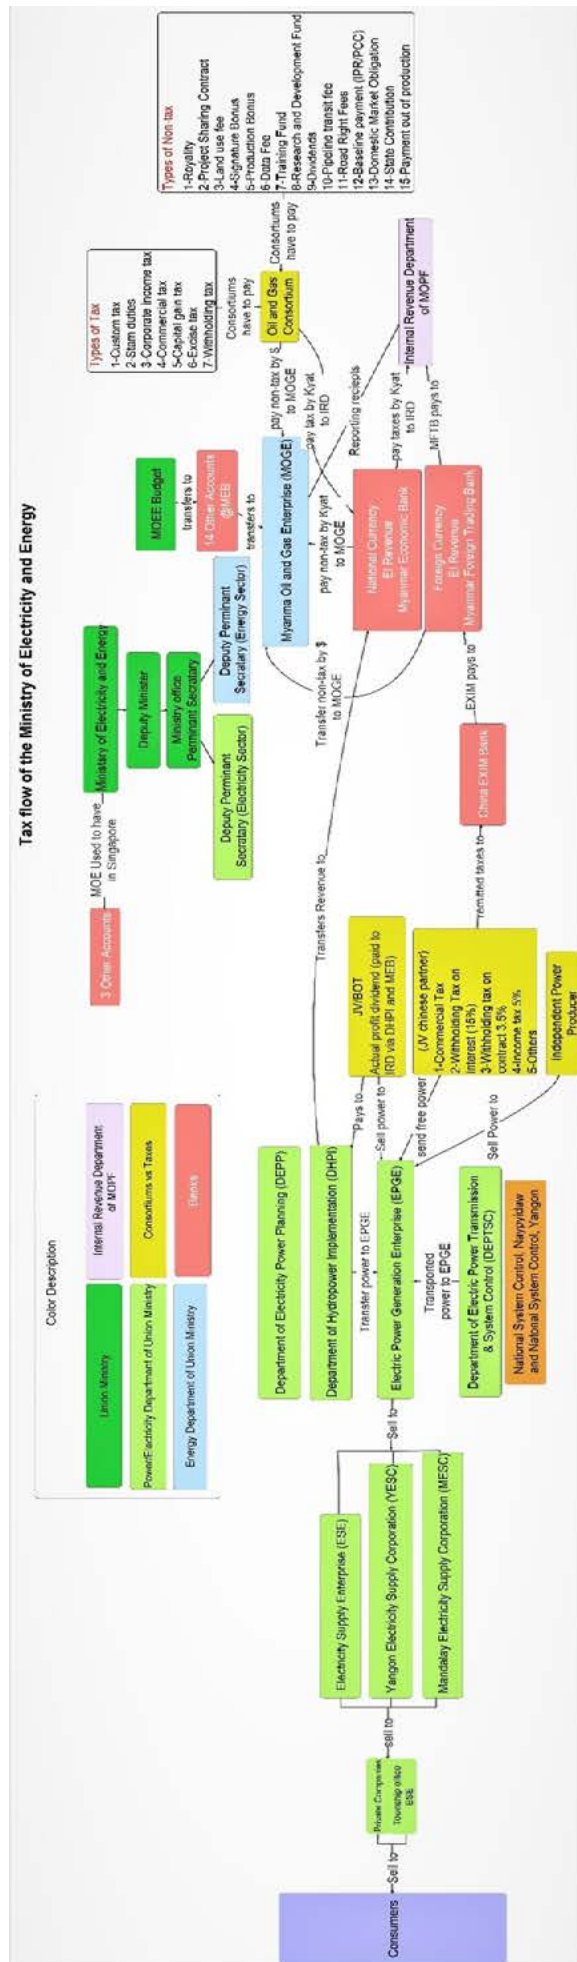 Tax flow of the Ministry of Electricity and Energy
Color Description
Union Ministry
Internal Revenue Department
of MOPF
Power/Electricity Department of Union Ministry
Consortiums vs Taxes
Energy Department of Union Ministry
Banks
3 Other Accounts
MOE Used to have
in Singapore
Ministary of Electricity and Energy
Deputy Minister
Ministry office
Perminant Secratary
Deputy Perminant
Secratary (Electricity Sector)
Deputy Perminant
Secratary (Energy Sector)
MOEE Budget
transfers to
14 Other Accounts
@MEB
transfers to
Types of Tax
1-Custom tax
2-Stam duties
3-Corporate income tax
4-Commercial tax
5-Capital gain tax
6-Excise tax
7-Withholding tax
Consortiums
have to pay
Types of Non-tax
1-Royality
2-Project Sharing Contract
3-Land use fee
4-Signature Bonus
5-Production Bonus
6-Data Fee
7-Training Fund
8-Research and Development Fund
9-Dividends
10-Pipeline transit fee
11-Road Right Fees
12-Baseline payment (IPR/PCC)
13-Domestic Market Obligation
14-State Contribution
15-Payment out of production
Consortiums
have to pay
Oil and Gas
Consortium
pay non-tax by $
to MOGE
pay tax by Kyat
to IRD
Myanma Oil and Gas Enterprise (MOGE)
Reporting reciepts
pay non-tax by Kyat
to MOGE
Transfer non-tax by $
to MOGE
Transfers Revenue to
National Currency
EI Revenue
Myanmar Economic Bank
pay taxes by Kyat
to IRD
Internal Revenue Department
of MOPF
Foreign Currency
EI Revenue
Myanmar Foreign Trading Bank
MFTB pays to
EXIM pays to
China EXIM Bank
remitted taxes to
Department of Electricity Power Planning (DEPP)
Department of Hydropower Implementation (DHPI)
Pays to
JV/BOT
Actual profit dividend (paid to
IRD via DHPI and MEB)
Transfer power to EPGE
Sell power to
Electric Power Generation Enterprise (EPGE)
send free power
(JV chinese partner)
1-Commercial Tax
2-Withholding Tax on
interest (15%)
3-Withholding tax on
contract 3.5%
4-Income tax 5%
5-Others
Transported
power to EPGE
Sell Power to
Independent Power
Producer
Department of Electric Power Transmission
& System Control (DEPTSC)
National System Control, Naypyidaw
and National System Control, Yangon
Sell to
Electricity Supply Enterprise (ESE)
Yangon Electricity Supply Corporation (YESC)
Mandalay Electricity Supply Corporation (MESC)
sell to
Private Companies
Township office
ESE
Sell to
Consumers